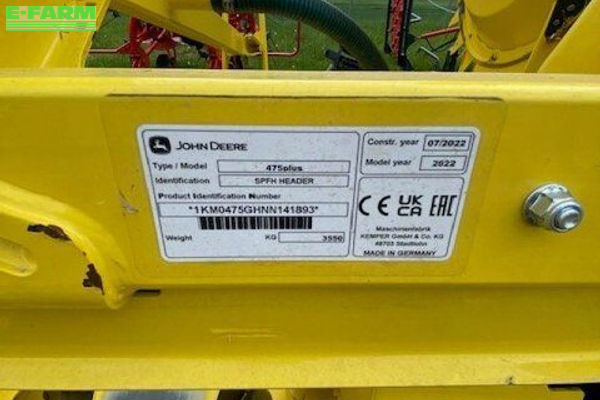 E-FARM
JOHN DEERE
Type / Model 475plus
Identification SPFH HEADER
Product Identification Number
*1KM0475GHNN141893*
Weight KG 3550
Constr. year 07/2022
Model year 2022
CE UK CA EAC
Maschinenfabrik
KEMPER GmbH & Co. KG
48703 Stadtlohn
MADE IN GERMANY